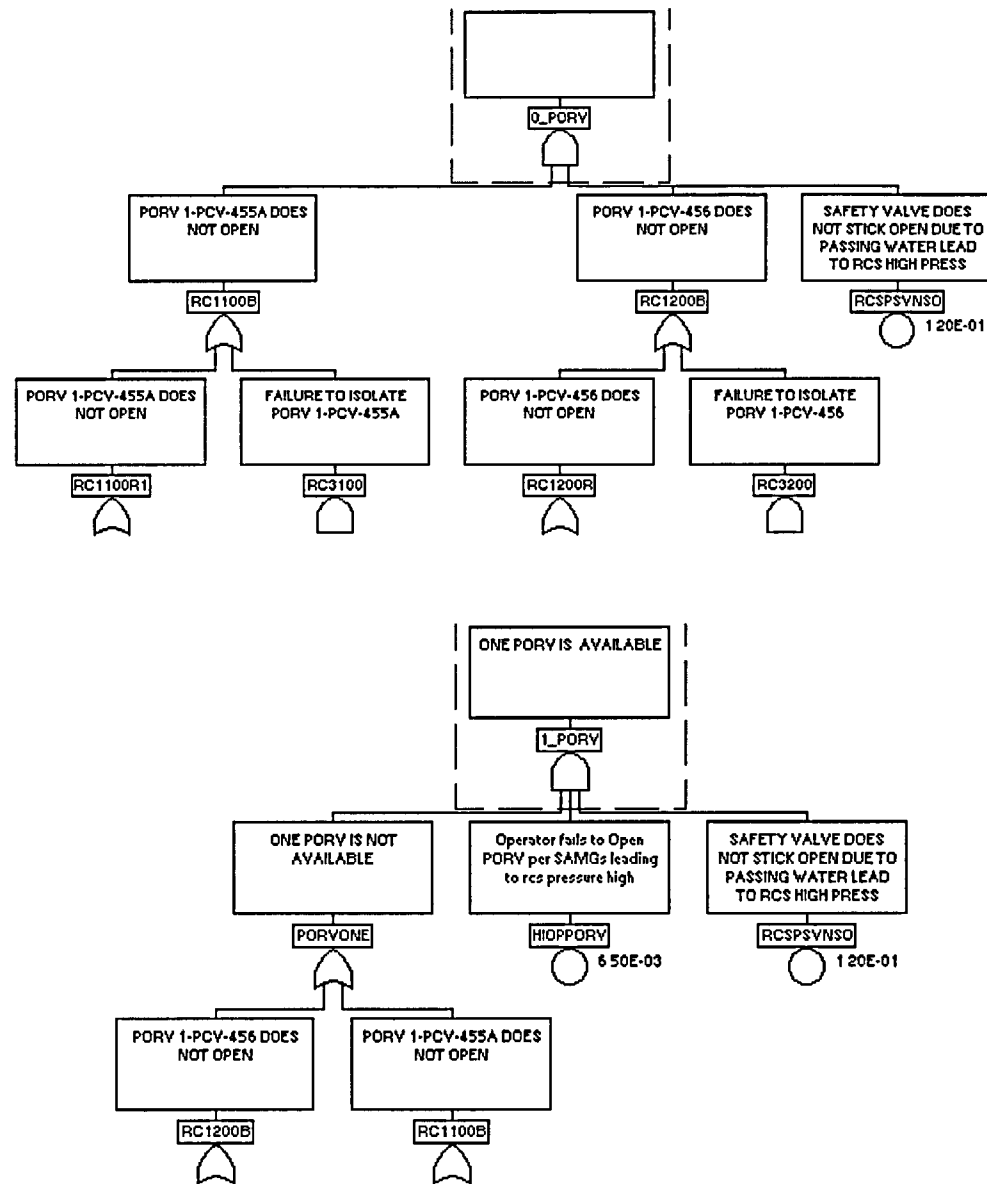 0_PORV
PORV 1-PCV-455A DOES
NOT OPEN
RC1100B
PORV 1-PCV-456 DOES
NOT OPEN
RC1200B
SAFETY VALVE DOES
NOT STICK OPEN DUE TO
PASSING WATER LEAD
TO RCS HIGH PRESS
RCSPSVNSO
1 20E-01
PORV 1-PCV-455A DOES
NOT OPEN
RC1100R1
FAILURE TO ISOLATE
PORV 1-PCV-455A
RC3100
PORV 1-PCV-456 DOES
NOT OPEN
RC1200R
FAILURE TO ISOLATE
PORV 1-PCV-456
RC3200
ONE PORV IS AVAILABLE
1_PORV
ONE PORV IS NOT
AVAILABLE
PORVONE
Operator fails to Open
PORV per SAMGs leading
to rcs pressure high
HIOPPORV
6 50E-03
SAFETY VALVE DOES
NOT STICK OPEN DUE TO
PASSING WATER LEAD
TO RCS HIGH PRESS
RCSPSVNSO
1 20E-01
PORV 1-PCV-456 DOES
NOT OPEN
RC1200B
PORV 1-PCV-455A DOES
NOT OPEN
RC1100B